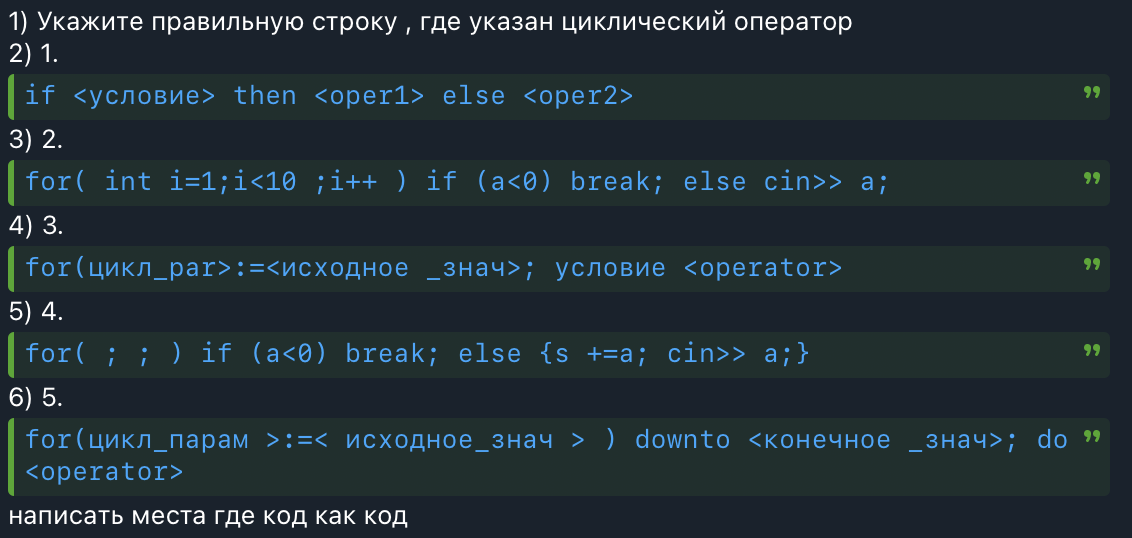 1) Укажите правильную строку , где указан циклический оператор
2) 1.
if <условие> then <oper1> else <oper2>
3) 2.
for( int i=1;i<10 ;i++ ) if (a<0) break; else cin>> a;
4) 3.
for(цикл_par>:=<исходное _знач>; условие <operator>
5) 4.
for( ; ; ) if (a<0) break; else {s +=a; cin>> a;}
6) 5.
for(цикл_парам >:=< исходное_знач > ) downto <конечное _знач>; do
<operator>
написать места где код как код